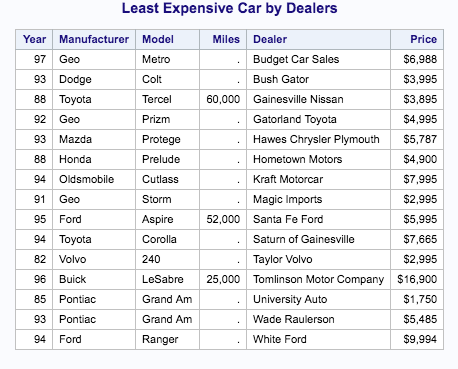 Least Expensive Car by Dealers
Year Manufacturer Model Miles Dealer Price
97 Geo Metro . Budget Car Sales $6,988
93 Dodge Colt . Bush Gator $3,995
88 Toyota Tercel 60,000 Gainesville Nissan $3,895
92 Geo Prizm . Gatorland Toyota $4,995
93 Mazda Protege . Hawes Chrysler Plymouth $5,787
88 Honda Prelude . Hometown Motors $4,900
94 Oldsmobile Cutlass . Kraft Motorcar $7,995
91 Geo Storm . Magic Imports $2,995
95 Ford Aspire 52,000 Santa Fe Ford $5,995
94 Toyota Corolla . Saturn of Gainesville $7,665
82 Volvo 240 . Taylor Volvo $2,995
96 Buick LeSabre 25,000 Tomlinson Motor Company $16,900
85 Pontiac Grand Am . University Auto $1,750
93 Pontiac Grand Am . Wade Raulerson $5,485
94 Ford Ranger . White Ford $9,994